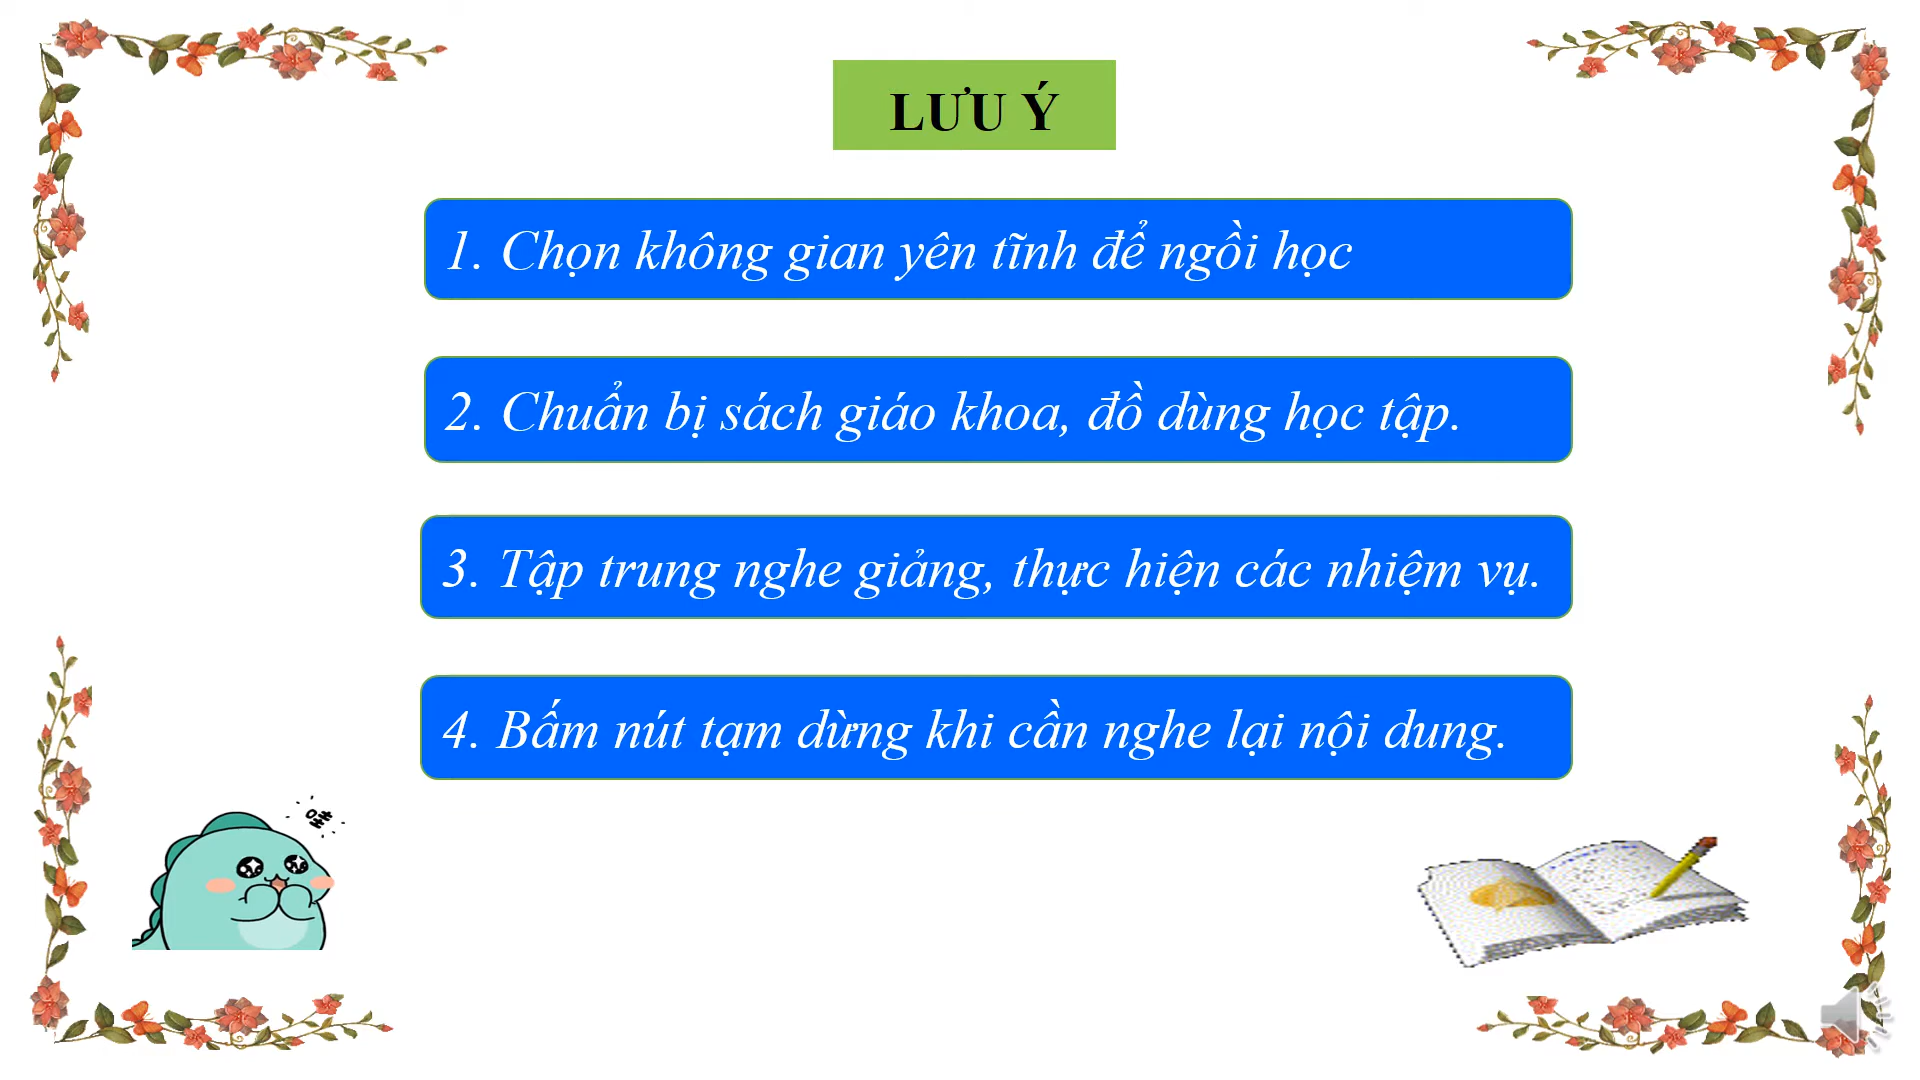 LƯU Ý
1. Chọn không gian yên tĩnh để ngồi học
2. Chuẩn bị sách giáo khoa, đồ dùng học tập.
3. Tập trung nghe giảng, thực hiện các nhiệm vụ.
4. Bấm nút tạm dừng khi cần nghe lại nội dung.
哇